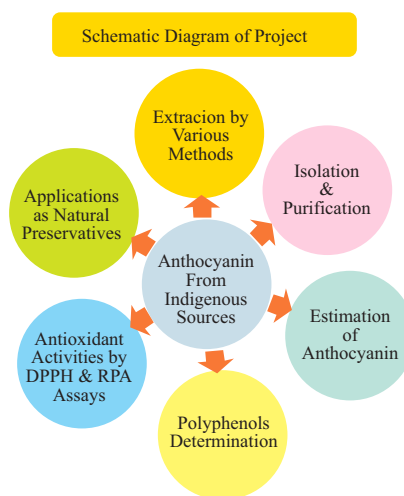 Schematic Diagram of Project
Extracion by
Various
Methods
Isolation
&
Purification
Estimation
of
Anthocyanin
Polyphenols
Determination
Antioxidant
Activities by
DPPH & RPA
Assays
Applications
as Natural
Preservatives
Anthocyanin
From
Indigenous
Sources